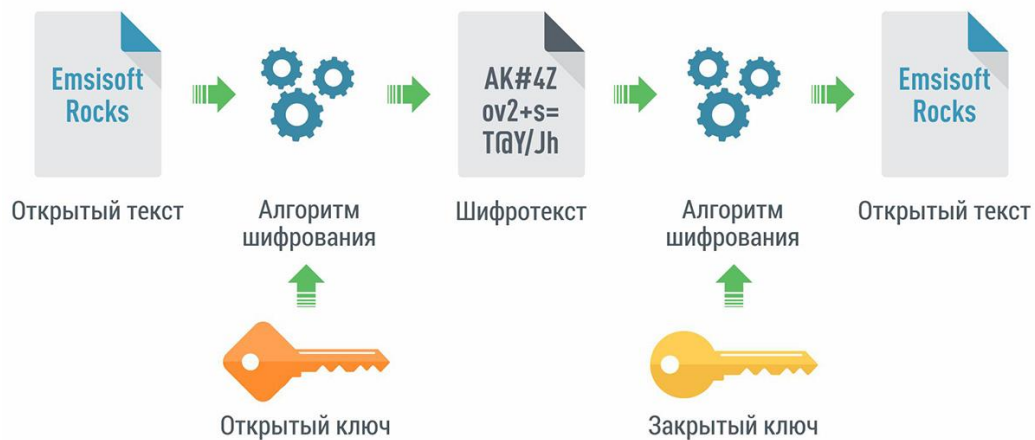 Emsisoft
Rocks
AK#4Z
ov2+s=
T@Y/Jh
Emsisoft
Rocks
Открытый текст
Алгоритм
шифрования
Шифротекст
Алгоритм
шифрования
Открытый текст
Открытый ключ
Закрытый ключ